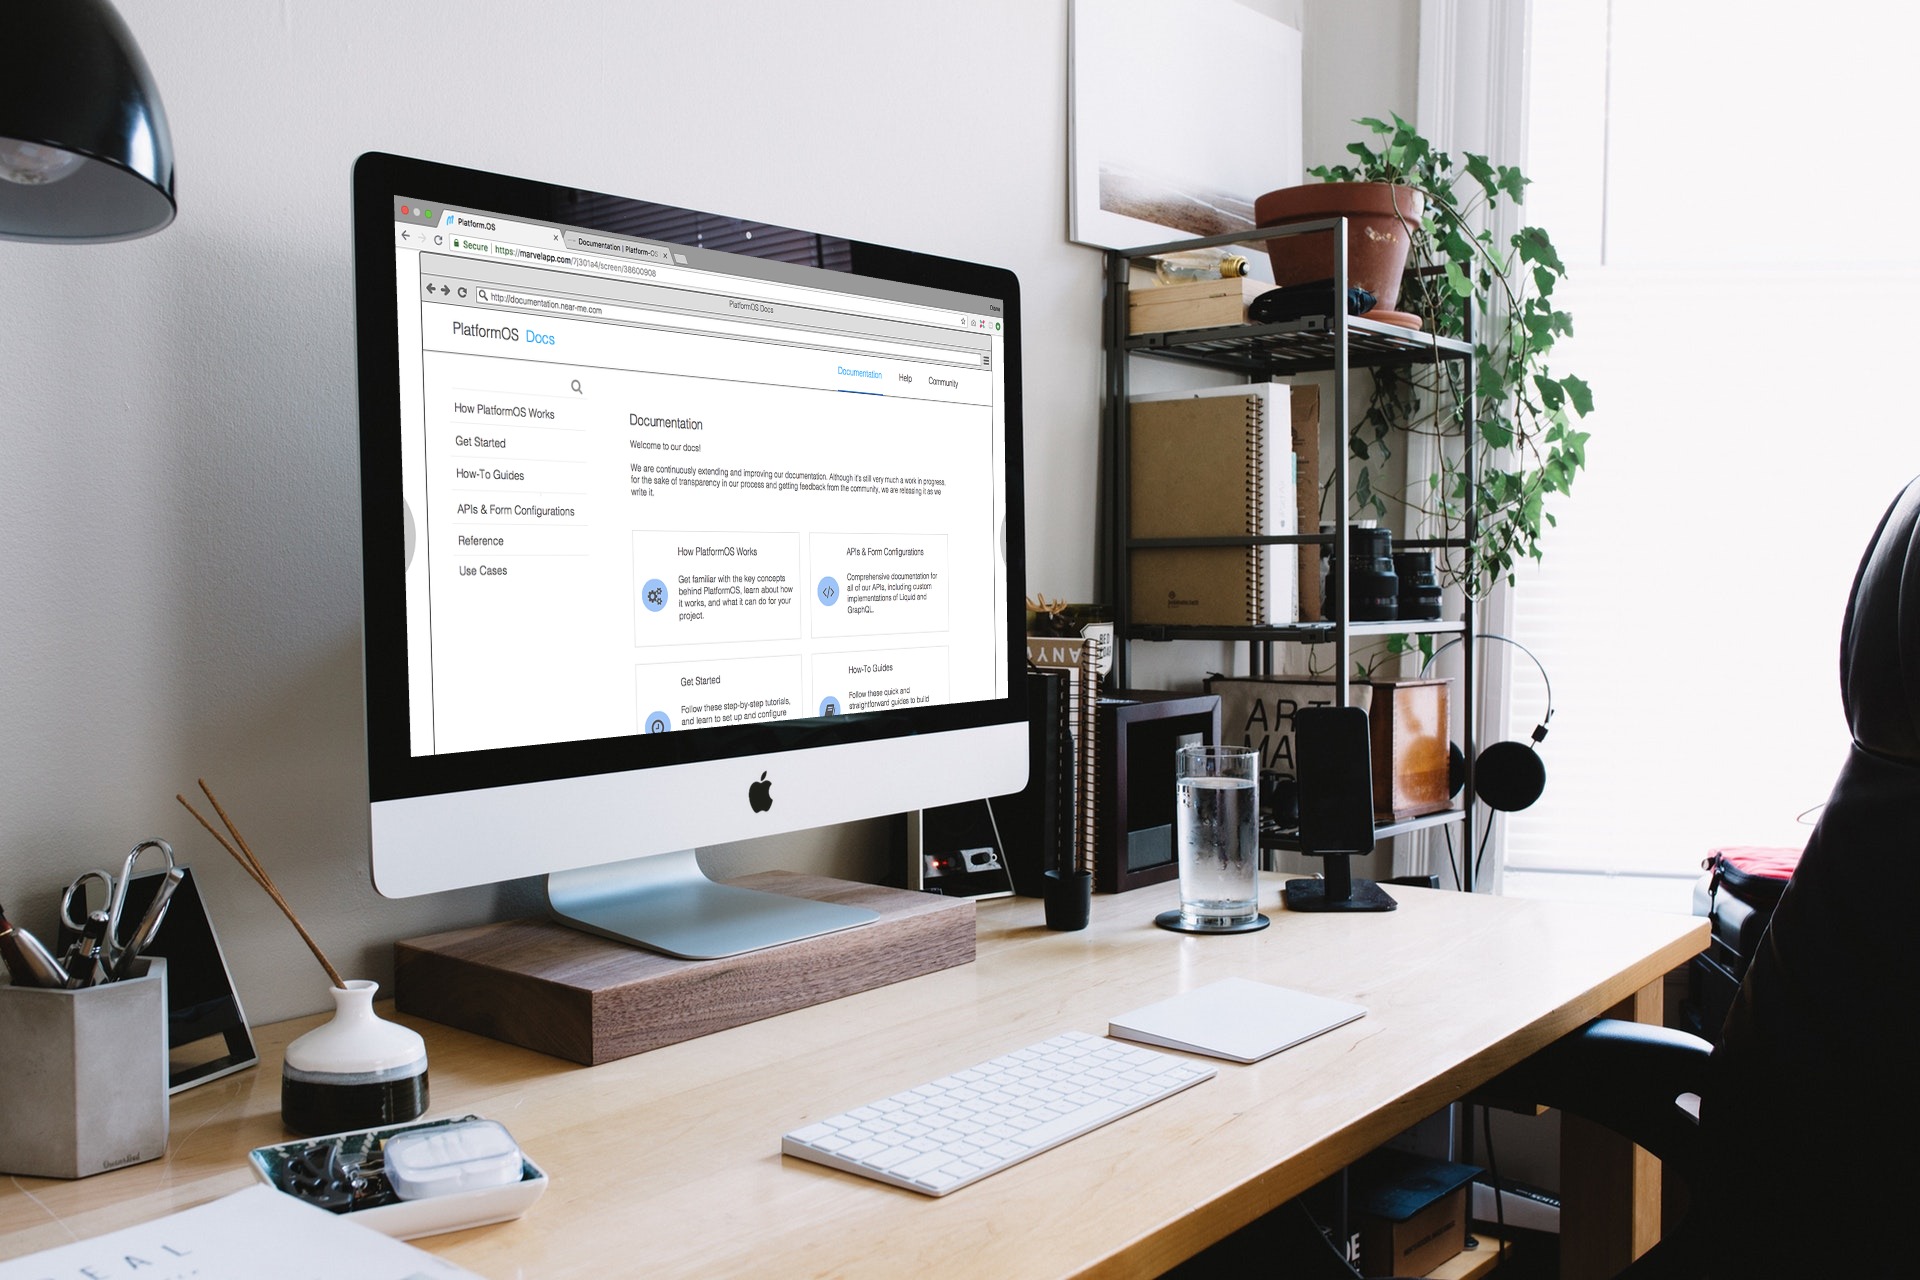 Platform.OS
Documentation | Platform-OS
Secure
https://marvelapp.com/7j301a4/screen/38600908
Diana
PlatformOS Docs
http://documentation.near-me.com
PlatformOS Docs
Documentation
Help
Community
How PlatformOS Works
Get Started
How-To Guides
APIs & Form Configurations
Reference
Use Cases
Documentation
Welcome to our docs!
We are continuously extending and improving our documentation. Although it's still very much a work in progress,
for the sake of transparency in our process and getting feedback from the community, we are releasing it as we
write it.
How PlatformOS Works
Get familiar with the key concepts
behind PlatformOS, learn about how
it works, and what it can do for your
project.
APIs & Form Configurations
Comprehensive documentation for
all of our APIs, including custom
implementations of Liquid and
GraphQL.
Get Started
Follow these step-by-step tutorials,
and learn to set up and configure
How-To Guides
Follow these quick and
straightforward guides to build
ANY
ART
MA
EAL